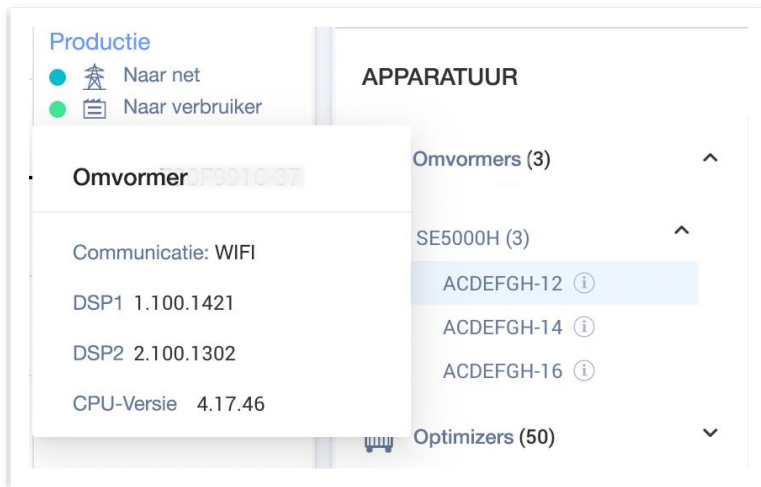 Productie
Naar net
Naar verbruiker
Omvormer
Communicatie: WIFI
DSP1 1.100.1421
DSP2 2.100.1302
CPU-Versie 4.17.46
APPARATUUR
Omvormers (3)
SE5000H (3)
ACDEFGH-12
ACDEFGH-14
ACDEFGH-16
Optimizers (50)